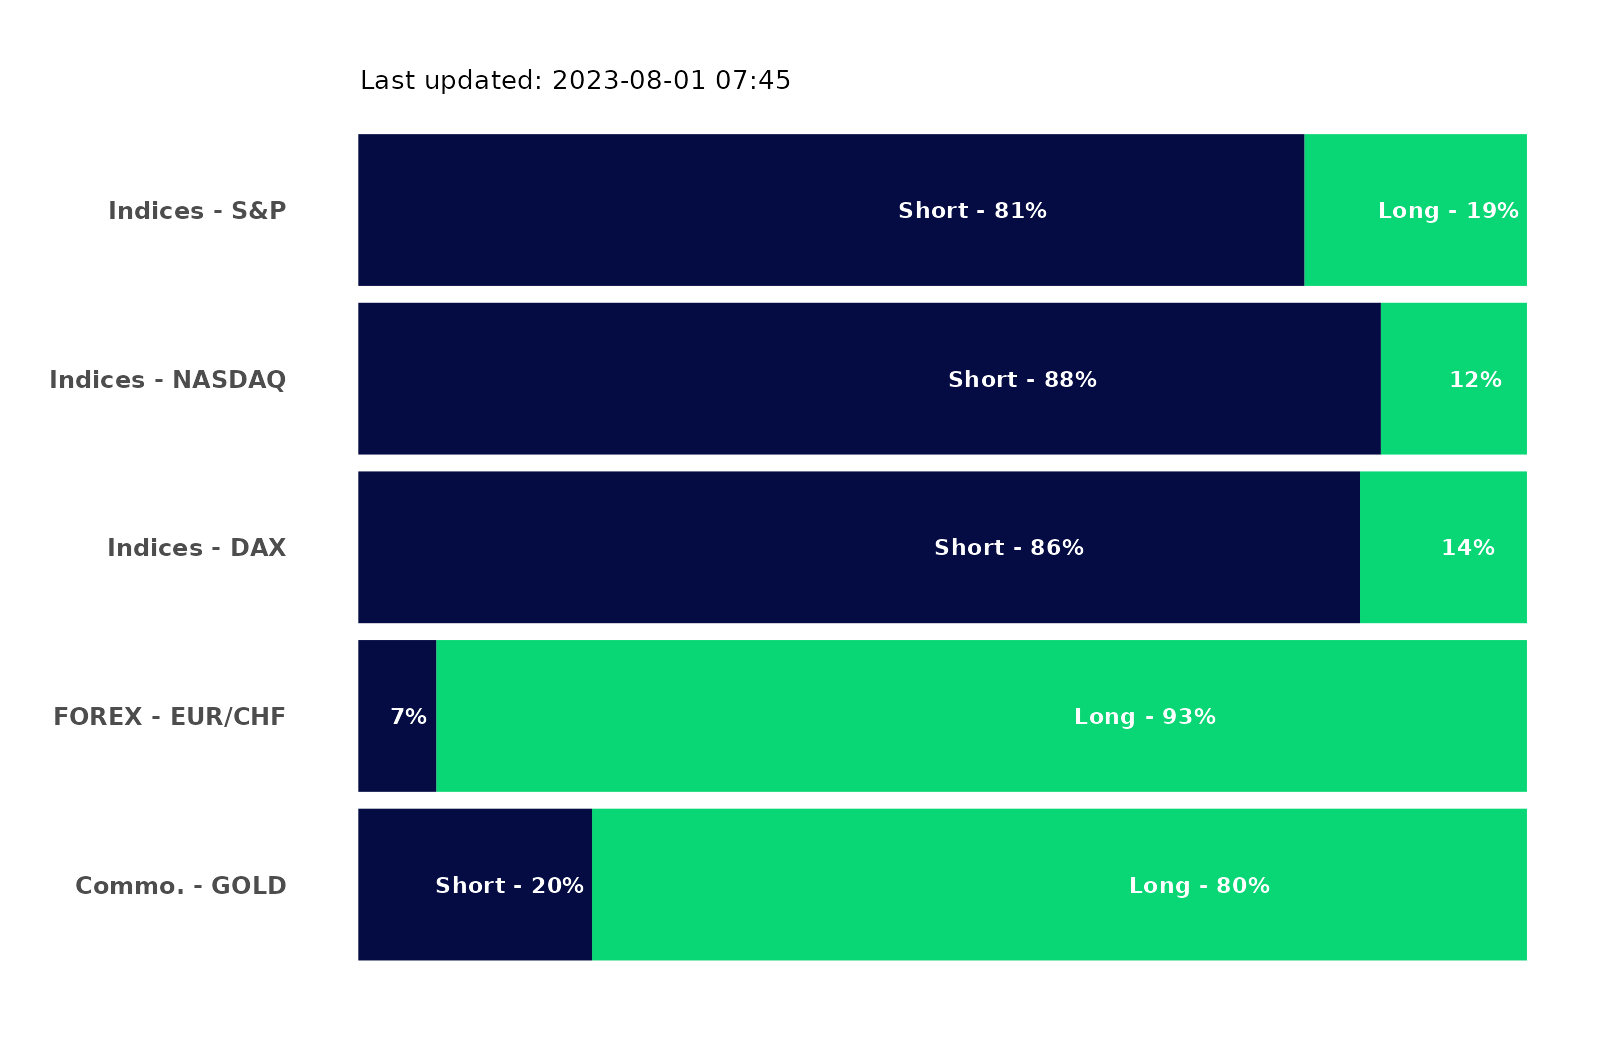 Last updated: 2023-08-01 07:45
Indices - S&P Short - 81% Long - 19%
Indices - NASDAQ Short - 88% 12%
Indices - DAX Short - 86% 14%
FOREX - EUR/CHF 7% Long - 93%
Commo. - GOLD Short - 20% Long - 80%